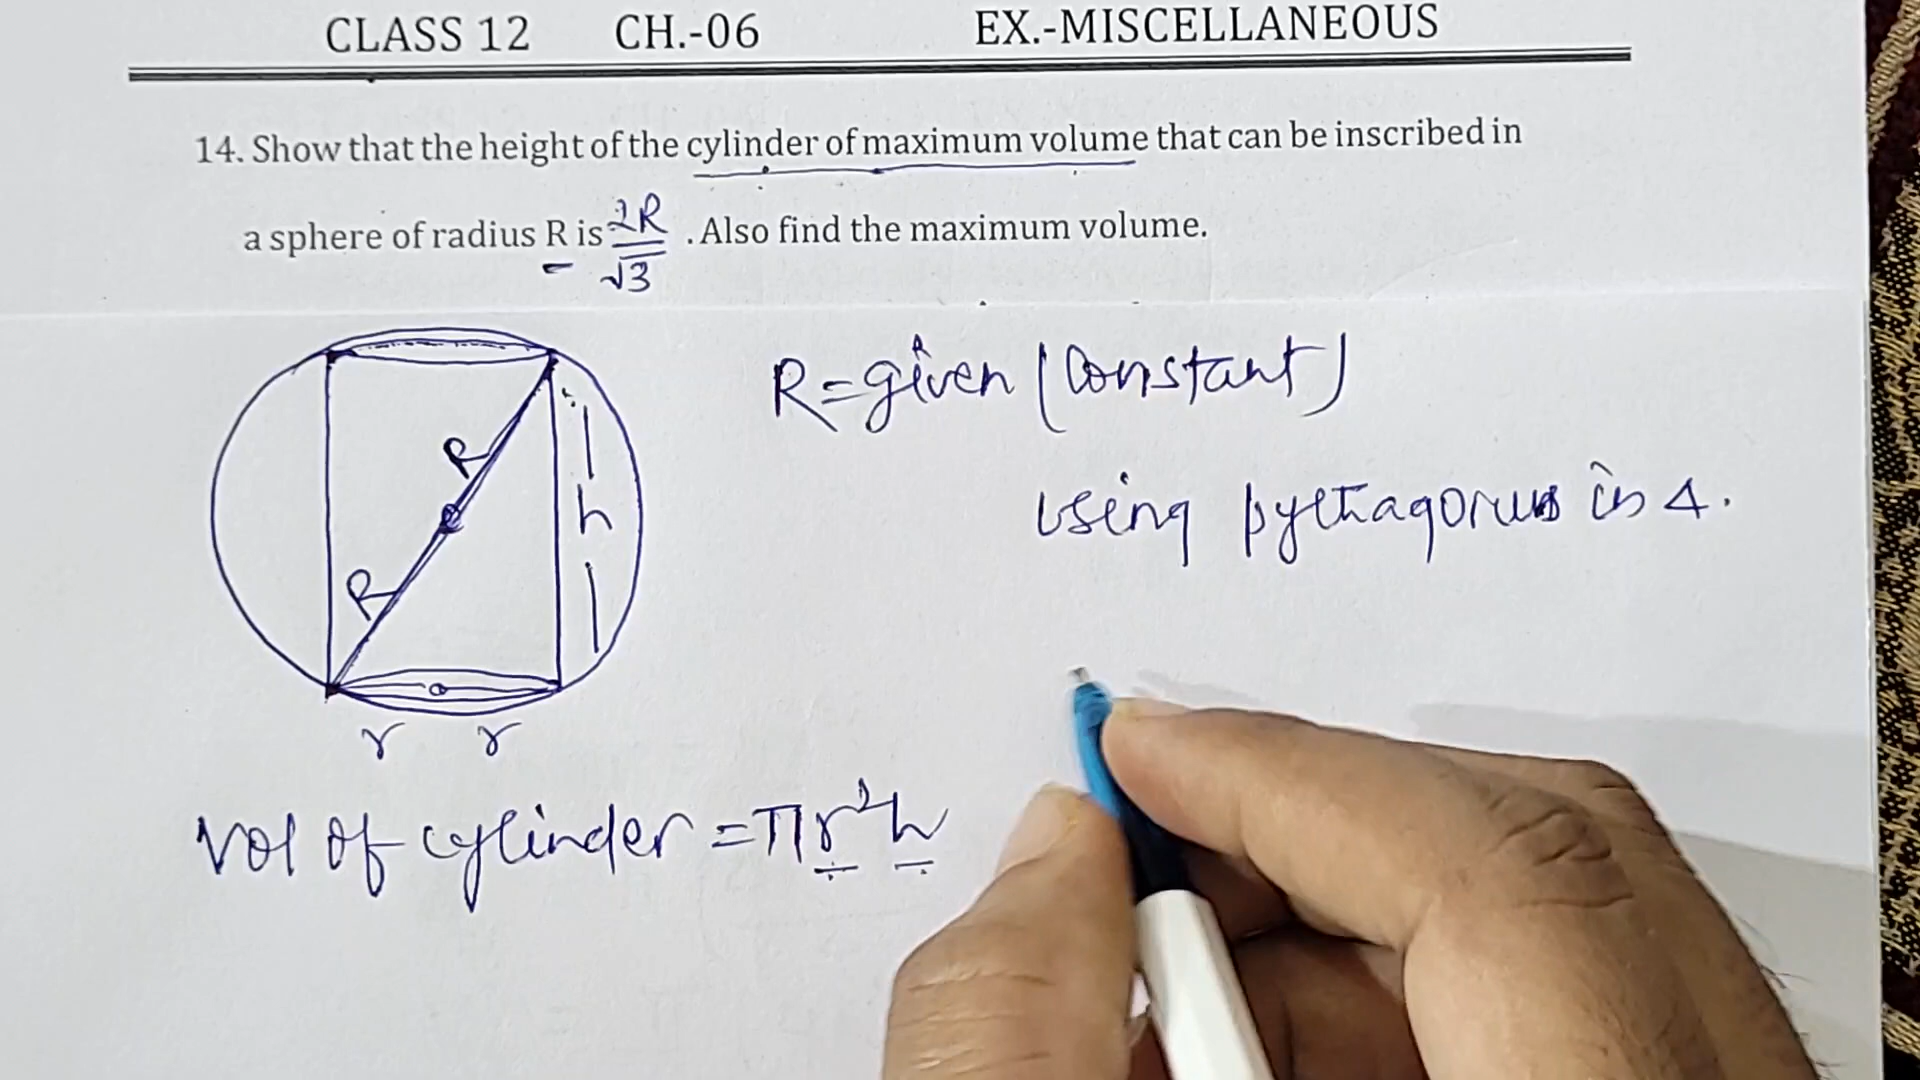 CLASS 12 CH.-06 EX.-MISCELLANEOUS
14. Show that the height of the cylinder of maximum volume that can be inscribed in
a sphere of radius R is 2R/√3 . Also find the maximum volume.
R = given (constant)
using pythagorus in Δ.
R
h
R
r r
Vol of cylinder = πr²h